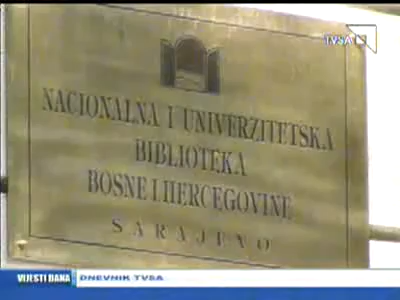 TVSA
NACIONALNA I UNIVERZITETSKA
BIBLIOTEKA
BOSNE I HERCEGOVINE
SARAJEVO
VIJESTI DANA
DNEVNIK TVSA